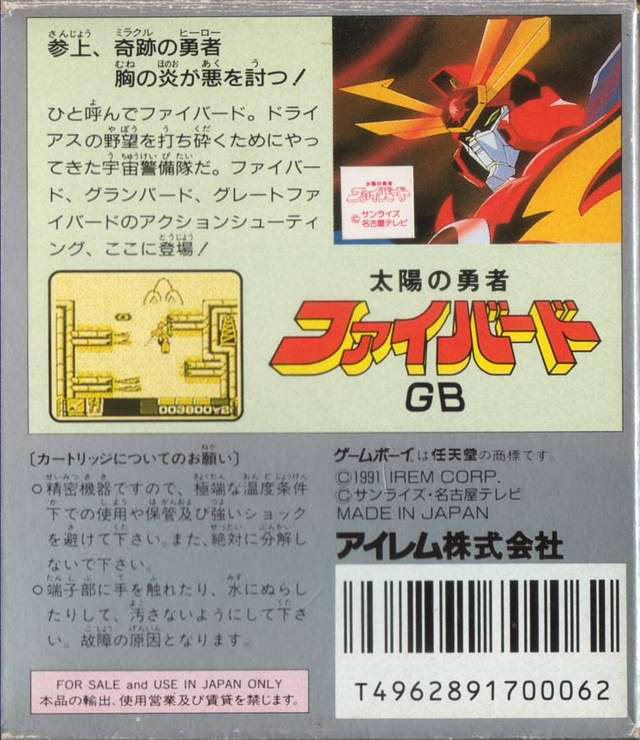 参上、奇跡の勇者
胸の炎が悪を討つ！
ひと呼んでファイバード。ドライ
アスの野望を打ち砕くためにやっ
てきた宇宙警備隊だ。ファイバー
ド、グランバード、グレートファ
イバードのアクションシューティ
ング、ここに登場！
太陽の勇者
ファイバード
©サンライズ
名古屋テレビ
太陽の勇者
ファイバード
GB
003800
〔カートリッジについてのお願い〕
○精密機器ですので、極端な温度条件
下での使用や保管及び強いショック
を避けて下さい。また、絶対に分解し
ないで下さい。
○端子部に手を触れたり、水にぬらし
たりして、汚さないようにして下さ
い。故障の原因となります。
FOR SALE and USE IN JAPAN ONLY
本品の輸出、使用営業及び賃貸を禁じます。
ゲームボーイは任天堂の商標です。
©1991 IREM CORP.
©サンライズ・名古屋テレビ
MADE IN JAPAN
アイレム株式会社
T4962891700062